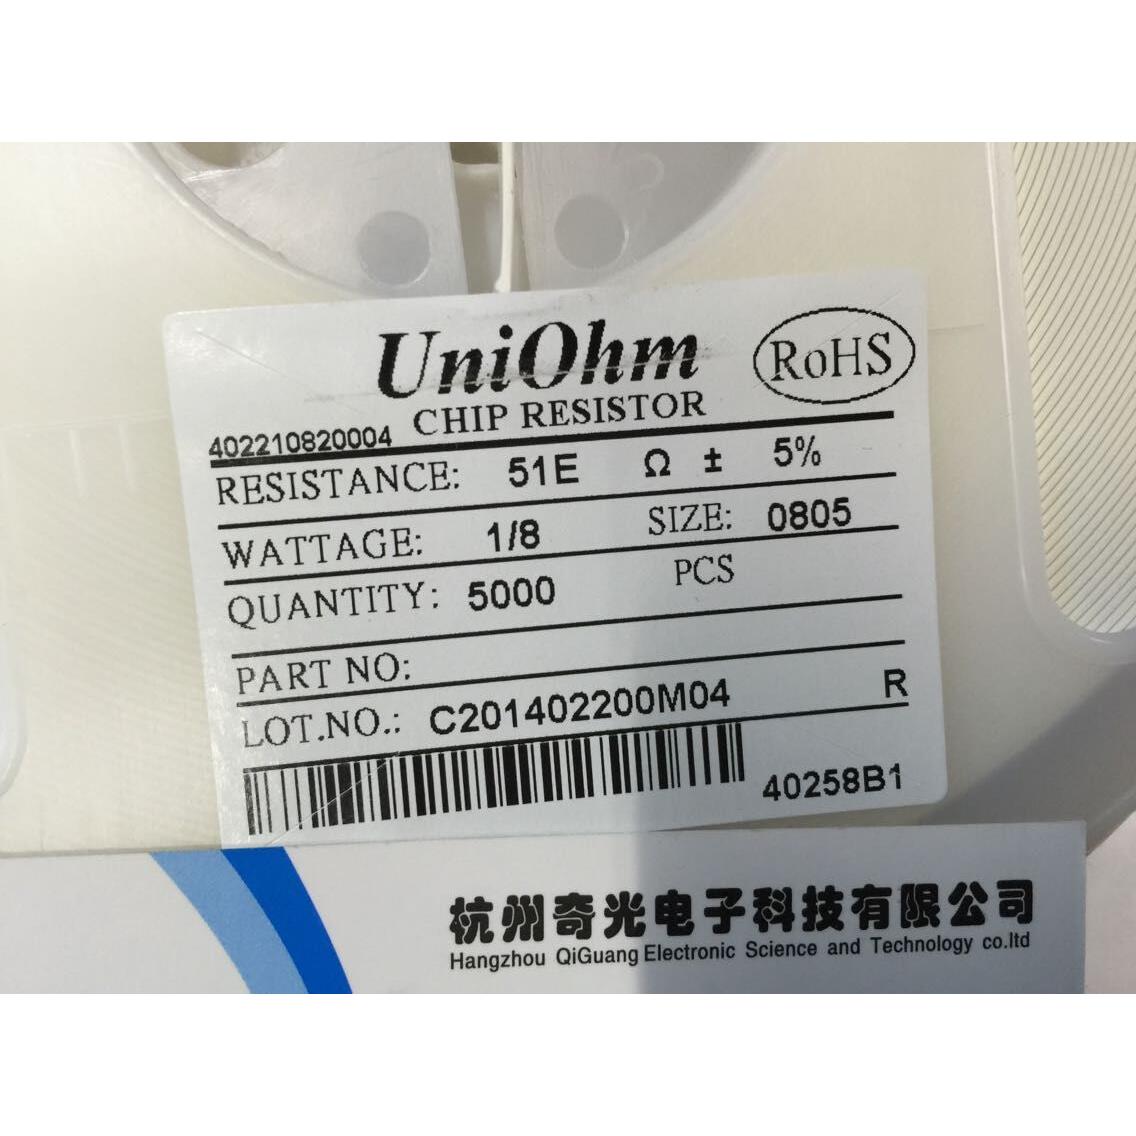 UniOhm
RoHS
CHIP RESISTOR
402210820004
RESISTANCE: 51E Ω ± 5%
WATTAGE: 1/8 SIZE: 0805
QUANTITY: 5000 PCS
PART NO:
LOT.NO.: C201402200M04 R
40258B1
杭州奇光电子科技有限公司
Hangzhou QiGuang Electronic Science and Technology co.ltd